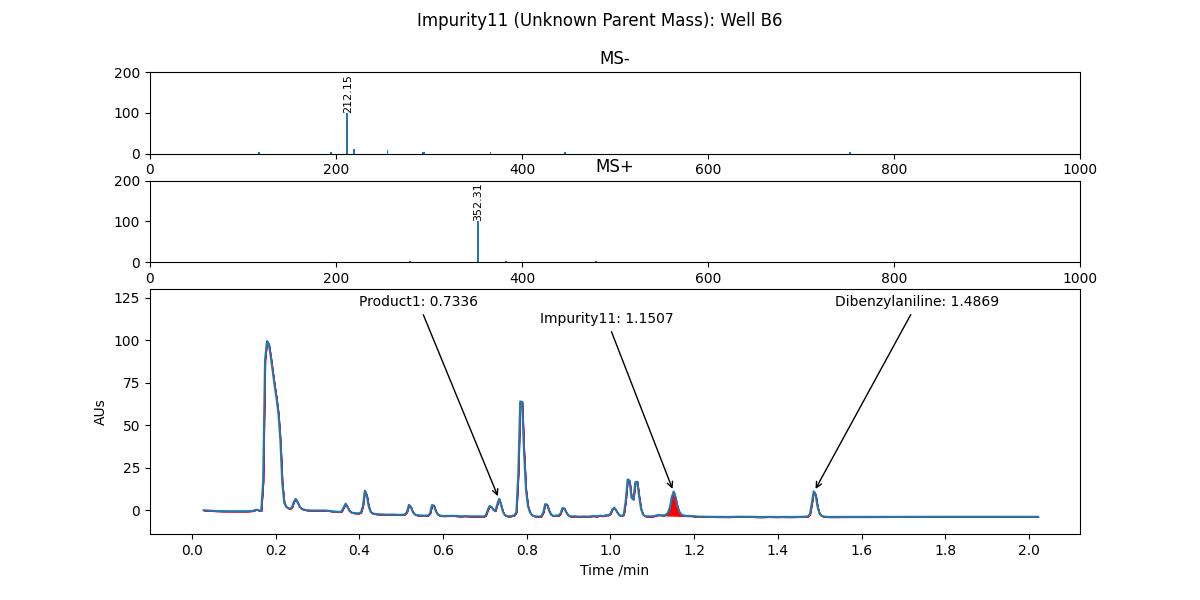 Impurity11 (Unknown Parent Mass): Well B6
MS-
200
100
0
212.15
0 200 400 600 800 1000
MS+
200
100
0
352.31
0 200 400 600 800 1000
Product1: 0.7336
Impurity11: 1.1507
Dibenzylaniline: 1.4869
125
100
75
50
25
0
AUs
0.0 0.2 0.4 0.6 0.8 1.0 1.2 1.4 1.6 1.8 2.0
Time /min